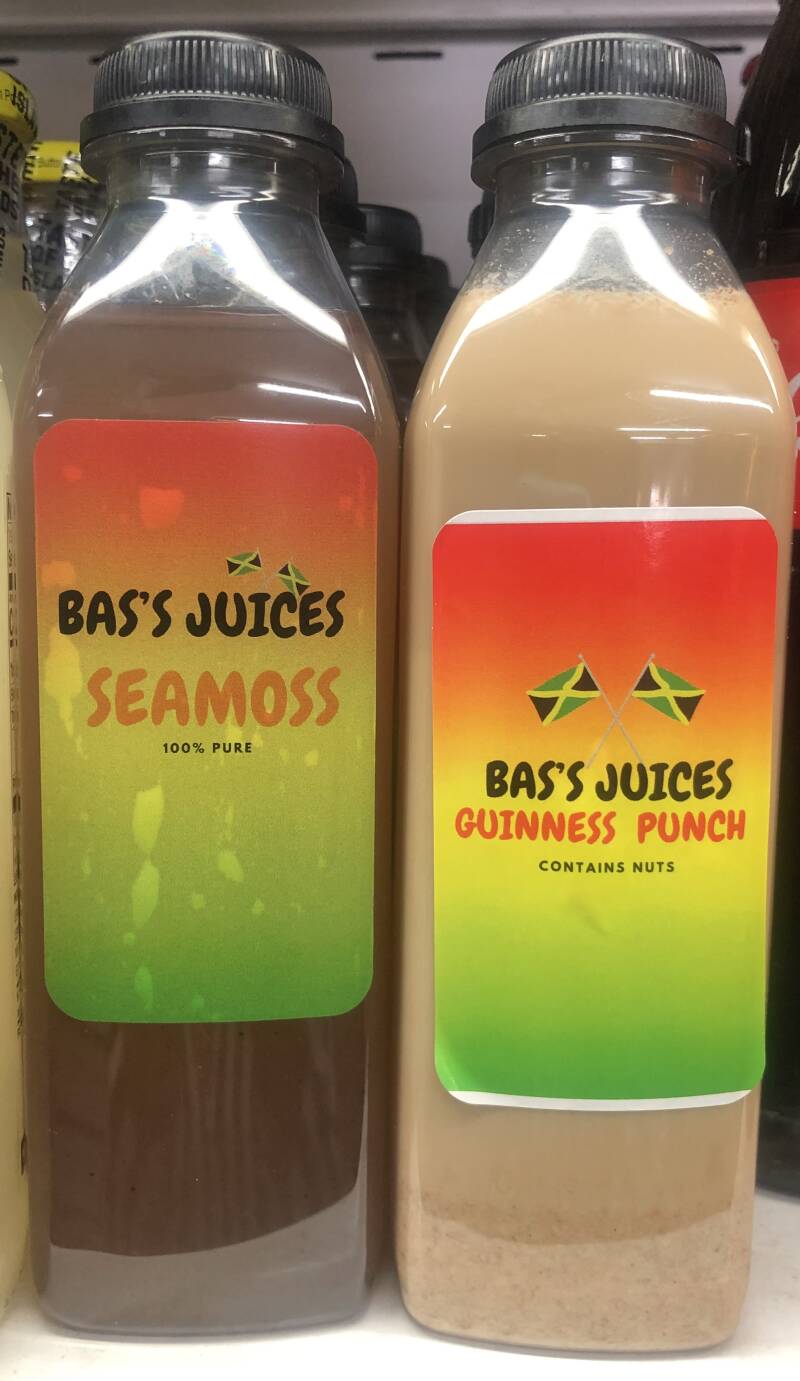 BAS'S JUICES
SEAMOSS
100% PURE
BAS'S JUICES
GUINNESS PUNCH
CONTAINS NUTS